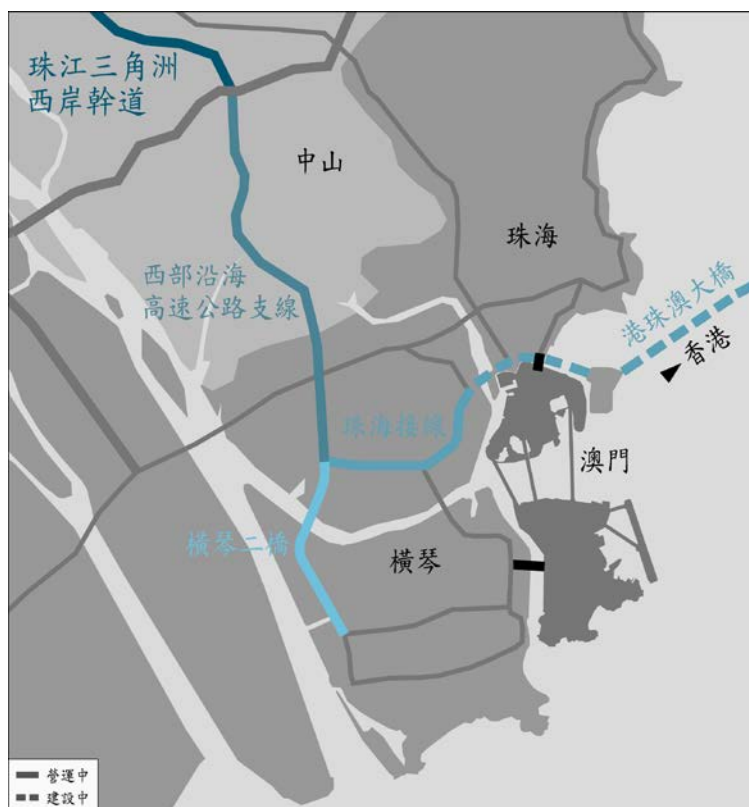 珠江三角洲
西岸幹道
中山
珠海
西部沿海
高速公路支線
港珠澳大橋
香港
珠海接線
澳門
橫琴二橋
橫琴
營運中
建設中